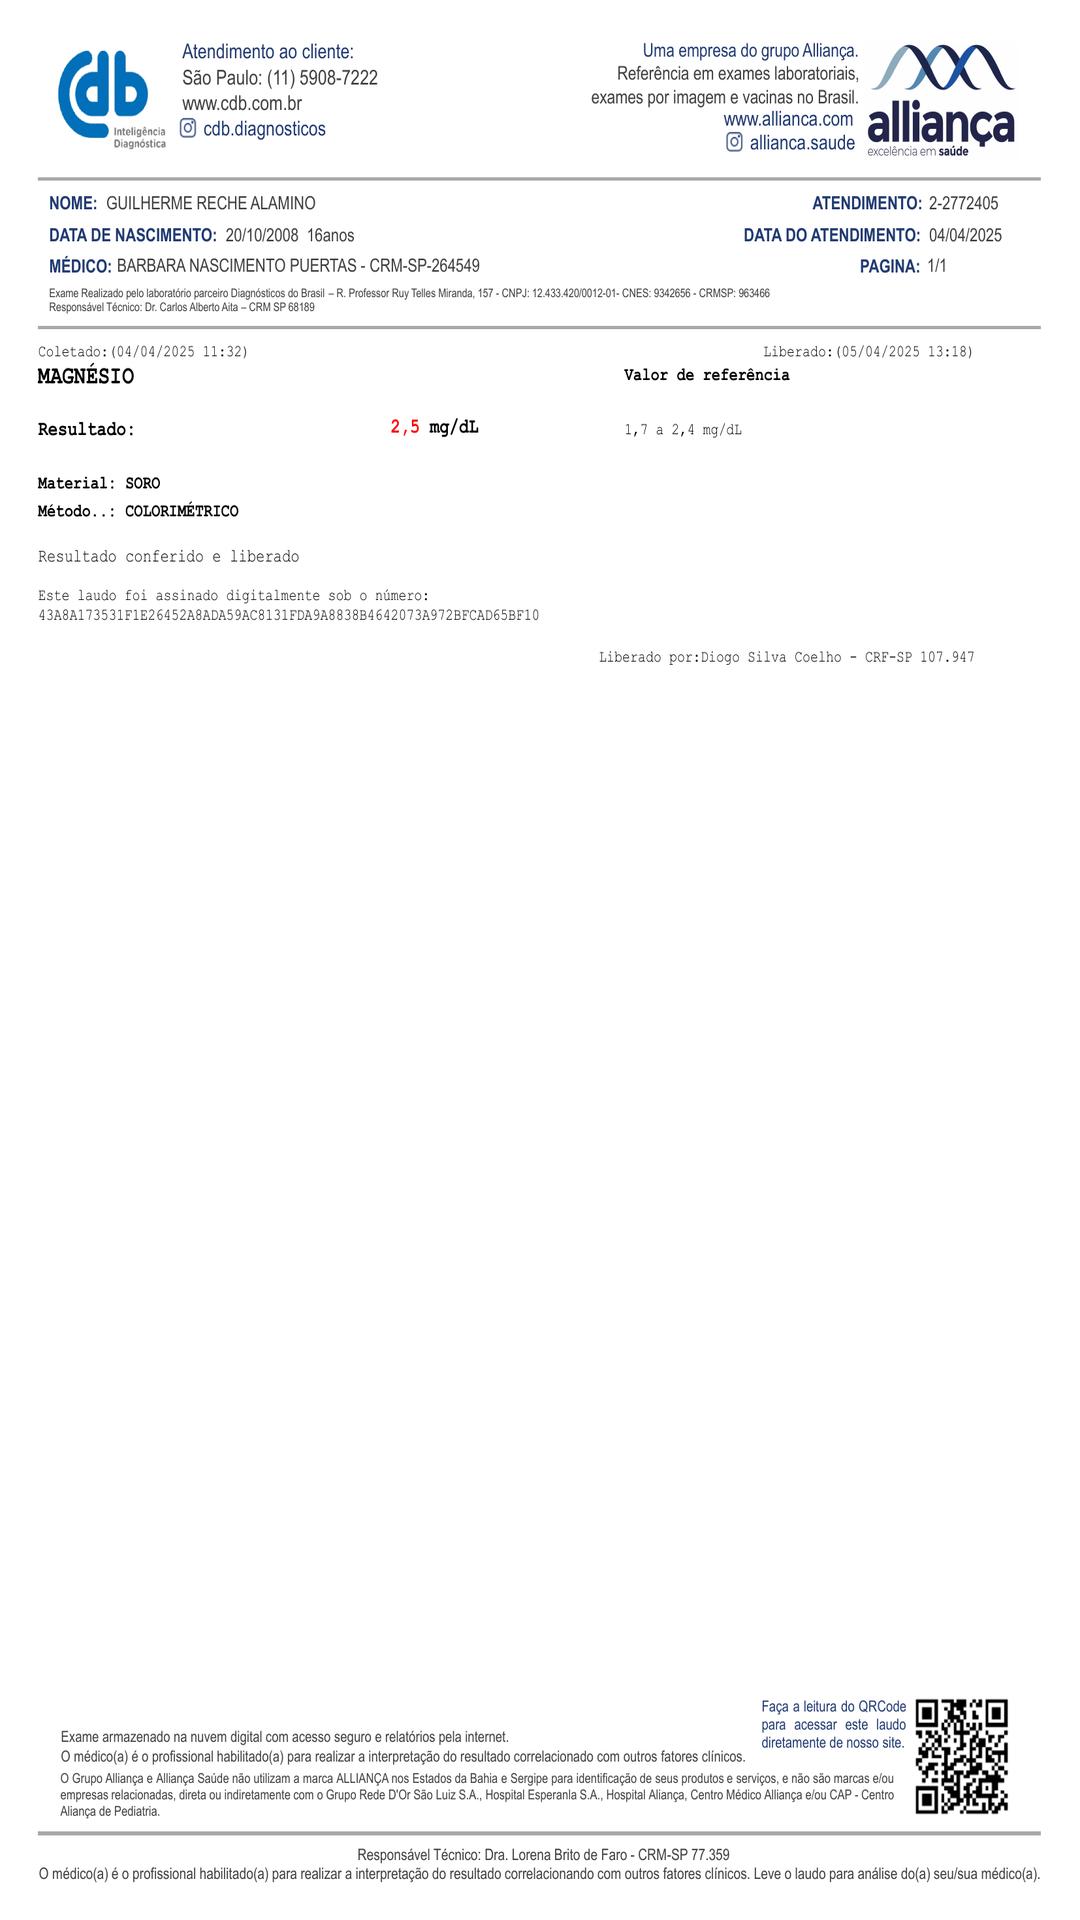 cdb
Inteligência
Diagnóstica
Atendimento ao cliente:
São Paulo: (11) 5908-7222
www.cdb.com.br
cdb.diagnosticos
Uma empresa do grupo Alliança.
Referência em exames laboratoriais,
exames por imagem e vacinas no Brasil.
www.allianca.com
allianca.saude
alliança
excelência em saúde
NOME: GUILHERME RECHE ALAMINO
ATENDIMENTO: 2-2772405
DATA DE NASCIMENTO: 20/10/2008 16anos
DATA DO ATENDIMENTO: 04/04/2025
MÉDICO: BARBARA NASCIMENTO PUERTAS - CRM-SP-264549
PAGINA: 1/1
Exame Realizado pelo laboratório parceiro Diagnósticos do Brasil – R. Professor Ruy Telles Miranda, 157 - CNPJ: 12.433.420/0012-01- CNES: 9342656 - CRMSP: 963466
Responsável Técnico: Dr. Carlos Alberto Aita – CRM SP 68189
Coletado:(04/04/2025 11:32)
Liberado:(05/04/2025 13:18)
MAGNÉSIO
Valor de referência
Resultado: 2,5 mg/dL
1,7 a 2,4 mg/dL
Material: SORO
Método..: COLORIMÉTRICO
Resultado conferido e liberado
Este laudo foi assinado digitalmente sob o número:
43A8A173531F1E26452A8ADA59AC8131FDA9A8838B4642073A972BFCAD65BF10
Liberado por:Diogo Silva Coelho - CRF-SP 107.947
Faça a leitura do QRCode
para acessar este laudo
diretamente de nosso site.
Exame armazenado na nuvem digital com acesso seguro e relatórios pela internet.
O médico(a) é o profissional habilitado(a) para realizar a interpretação do resultado correlacionado com outros fatores clínicos.
O Grupo Alliança e Alliança Saúde não utilizam a marca ALLIANÇA nos Estados da Bahia e Sergipe para identificação de seus produtos e serviços, e não são marcas e/ou
empresas relacionadas, direta ou indiretamente com o Grupo Rede D'Or São Luiz S.A., Hospital Esperanla S.A., Hospital Aliança, Centro Médico Alliança e/ou CAP - Centro
Aliança de Pediatria.
Responsável Técnico: Dra. Lorena Brito de Faro - CRM-SP 77.359
O médico(a) é o profissional habilitado(a) para realizar a interpretação do resultado correlacionando com outros fatores clínicos. Leve o laudo para análise do(a) seu/sua médico(a).